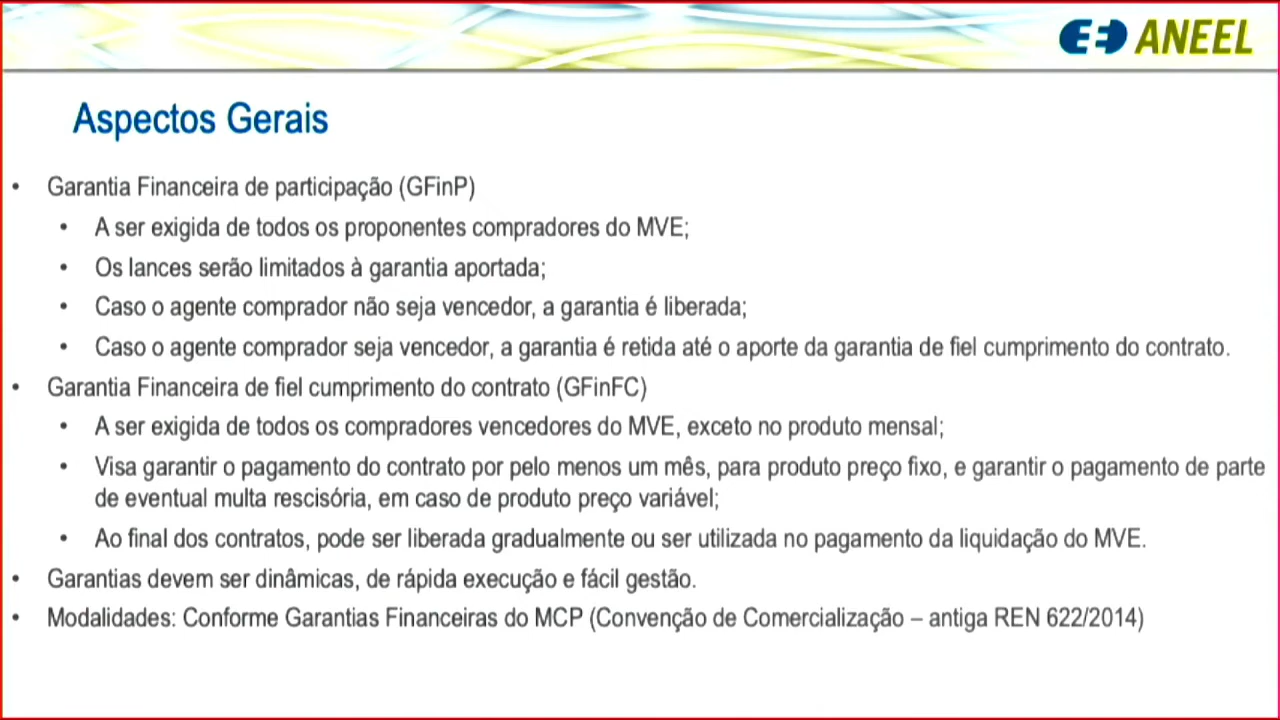 ANEEL
Aspectos Gerais
• Garantia Financeira de participação (GFinP)
• A ser exigida de todos os proponentes compradores do MVE;
• Os lances serão limitados à garantia aportada;
• Caso o agente comprador não seja vencedor, a garantia é liberada;
• Caso o agente comprador seja vencedor, a garantia é retida até o aporte da garantia de fiel cumprimento do contrato.
• Garantia Financeira de fiel cumprimento do contrato (GFinFC)
• A ser exigida de todos os compradores vencedores do MVE, exceto no produto mensal;
• Visa garantir o pagamento do contrato por pelo menos um mês, para produto preço fixo, e garantir o pagamento de parte
de eventual multa rescisória, em caso de produto preço variável;
• Ao final dos contratos, pode ser liberada gradualmente ou ser utilizada no pagamento da liquidação do MVE.
• Garantias devem ser dinâmicas, de rápida execução e fácil gestão.
• Modalidades: Conforme Garantias Financeiras do MCP (Convenção de Comercialização – antiga REN 622/2014)